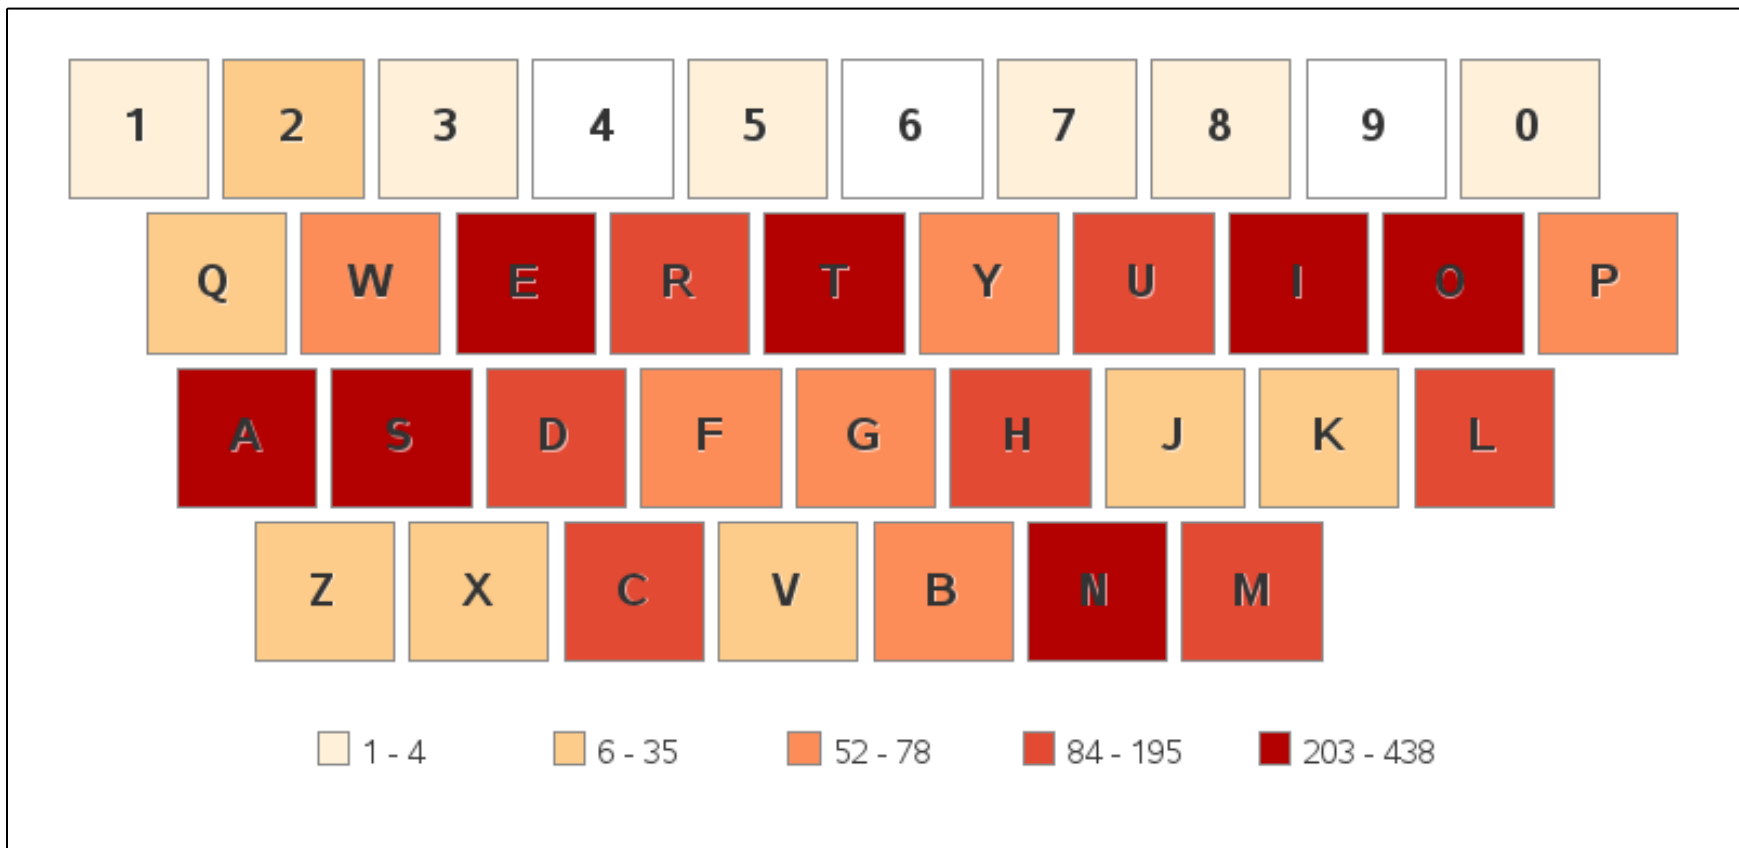 1 2 3 4 5 6 7 8 9 0
Q W E R T Y U I O P
A S D F G H J K L
Z X C V B N M
1 - 4 6 - 35 52 - 78 84 - 195 203 - 438